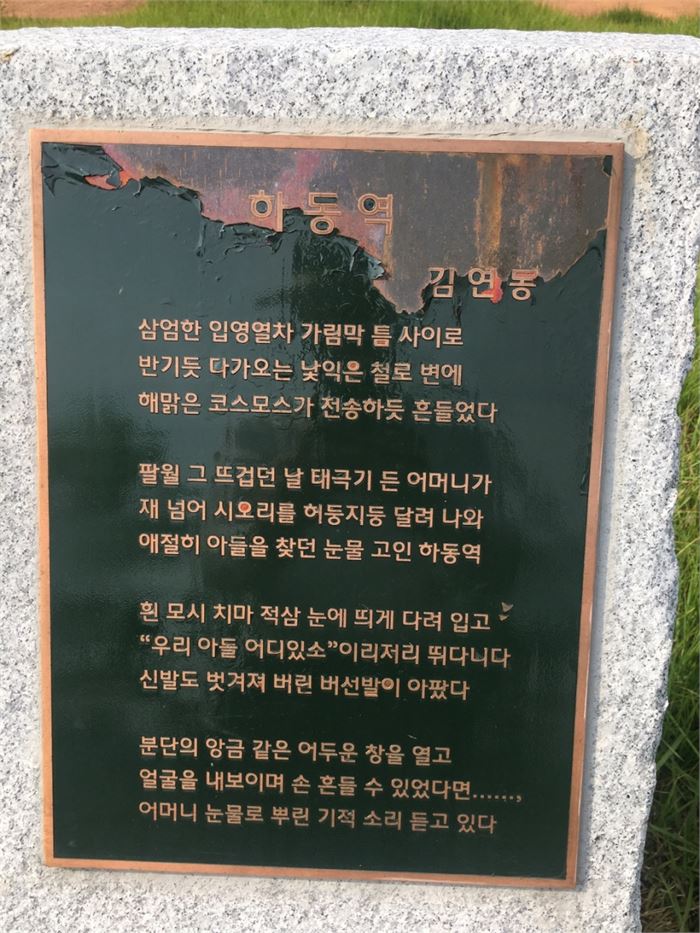 하동역
김연동
삼엄한 입영열차 가림막 틈 사이로
반기듯 다가오는 낯익은 철로 변에
해맑은 코스모스가 전송하듯 흔들었다
팔월 그 뜨겁던 날 태극기 든 어머니가
재 넘어 시오리를 허둥지둥 달려 나와
애절히 아들을 찾던 눈물 고인 하동역
흰 모시 치마 적삼 눈에 띄게 다려 입고
“우리 아돌 어디있소”이리저리 뛰다니다
신발도 벗겨져 버린 버선발이 아팠다
분단의 앙금 같은 어두운 창을 열고
얼굴을 내보이며 손 흔들 수 있었다면……,
어머니 눈물로 뿌린 기적 소리 듣고 있다